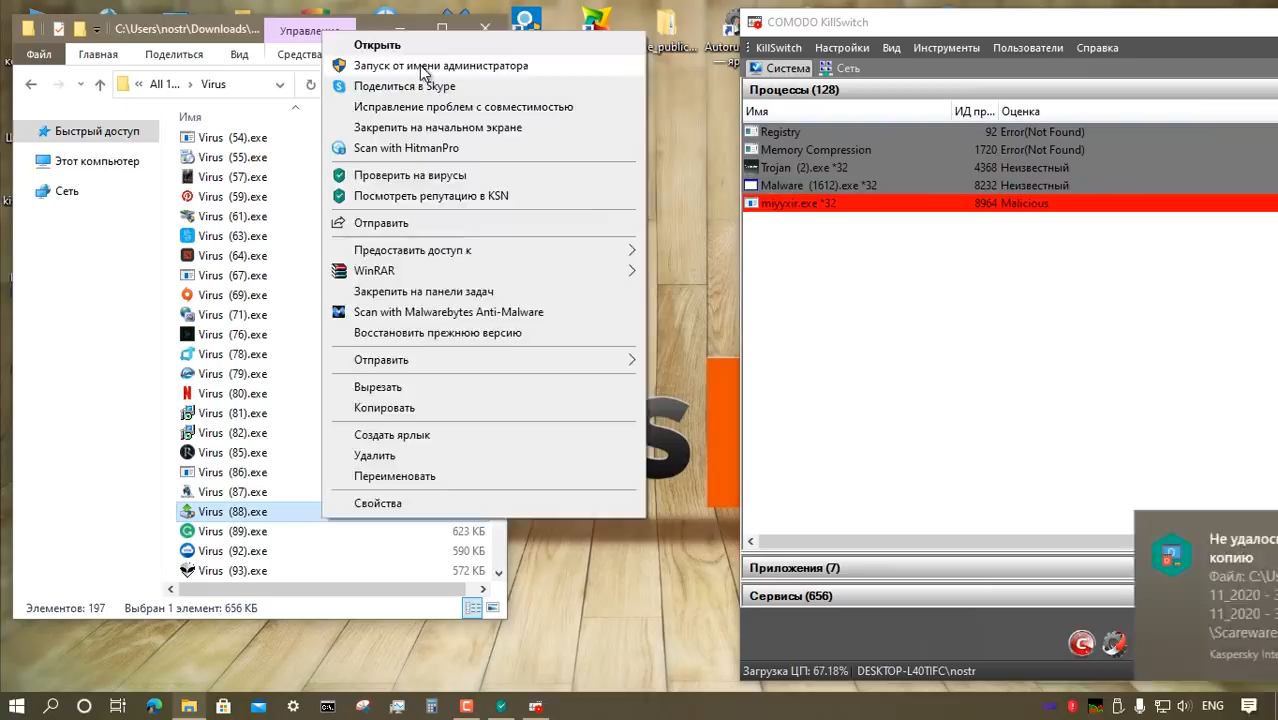 C:\Users\nostr\Downloads\V...
Управление
Файл
Главная
Поделиться
Вид
Средства
All 1...
Virus
Быстрый доступ
Этот компьютер
Сеть
Имя
Virus (54).exe
Virus (55).exe
Virus (57).exe
Virus (59).exe
Virus (61).exe
Virus (63).exe
Virus (64).exe
Virus (67).exe
Virus (69).exe
Virus (71).exe
Virus (76).exe
Virus (78).exe
Virus (79).exe
Virus (80).exe
Virus (81).exe
Virus (82).exe
Virus (85).exe
Virus (86).exe
Virus (87).exe
Virus (88).exe
Virus (89).exe 623 КБ
Virus (92).exe 590 КБ
Virus (93).exe 572 КБ
Элементов: 197 Выбран 1 элемент: 656 КБ
Открыть
Запуск от имени администратора
Поделиться в Skype
Исправление проблем с совместимостью
Закрепить на начальном экране
Scan with HitmanPro
Проверить на вирусы
Посмотреть репутацию в KSN
Отправить
Предоставить доступ к
WinRAR
Закрепить на панели задач
Scan with Malwarebytes Anti-Malware
Восстановить прежнюю версию
Отправить
Вырезать
Копировать
Создать ярлык
Удалить
Переименовать
Свойства
e_public...
Autoru
COMODO KillSwitch
KillSwitch Настройки Вид Инструменты Пользователи Справка
Система Сеть
Процессы (128)
Имя ИД пр... Оценка
Registry 92 Error(Not Found)
Memory Compression 1720 Error(Not Found)
Trojan (2).exe *32 4368 Неизвестный
Malware (1612).exe *32 8232 Неизвестный
miyyxir.exe *32 8964 Malicious
Приложения (7)
Сервисы (656)
Загрузка ЦП: 67.18% DESKTOP-L40TIFC\nostr
Не удалос
копию
Файл: C:\Us
11_2020 - 3
11_2020 - 3
\Scareware
Kaspersky Inte
S
ENG